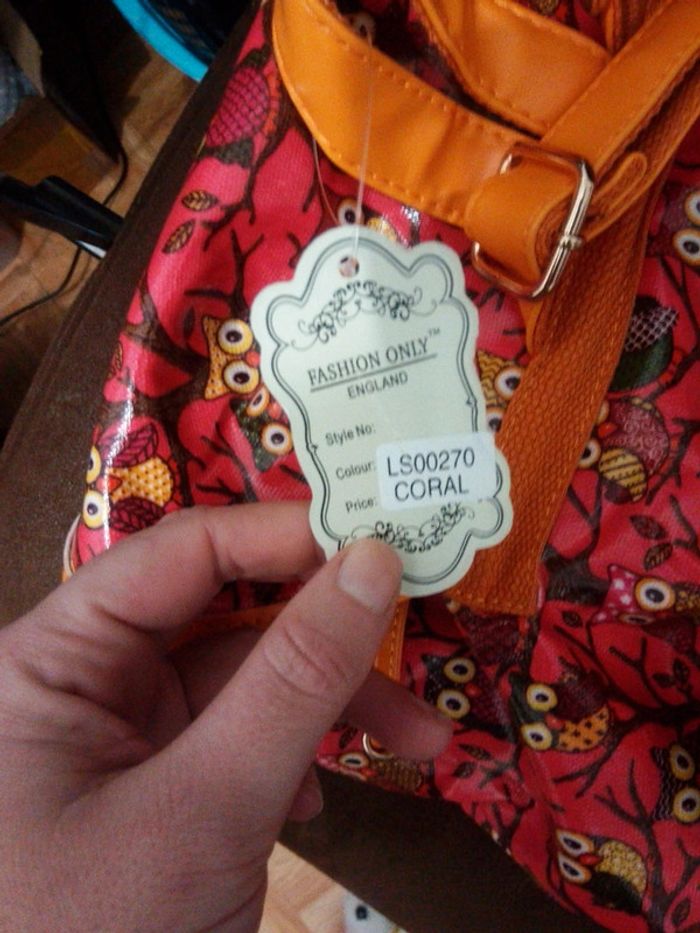 FASHION ONLY™
ENGLAND
Style No:
Colour:
LS00270
CORAL
Price: